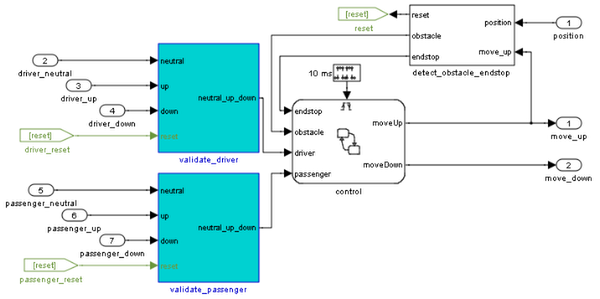 [reset]
reset
reset
obstacle
endstop
position
move_up
detect_obstacle_endstop
1
position
2
driver_neutral
3
driver_up
4
driver_down
[reset]
driver_reset
neutral
up
down
reset
neutral_up_down
validate_driver
10 ms
endstop
obstacle
driver
passenger
moveUp
moveDown
control
1
move_up
2
move_down
5
passenger_neutral
6
passenger_up
7
passenger_down
[reset]
passenger_reset
neutral
up
down
reset
neutral_up_down
validate_passenger